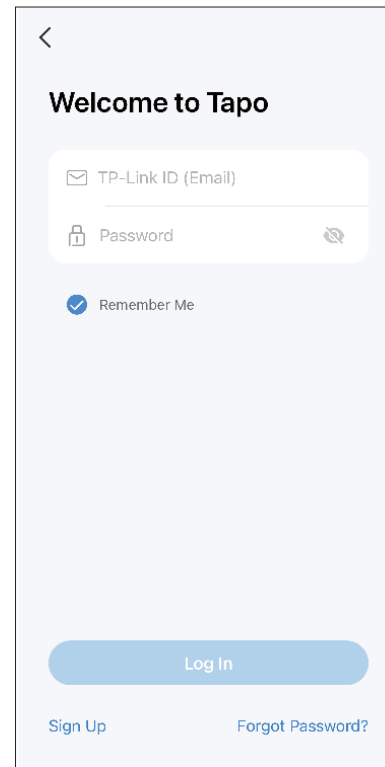 Welcome to Tapo
TP-Link ID (Email)
Password
Remember Me
Log In
Sign Up
Forgot Password?